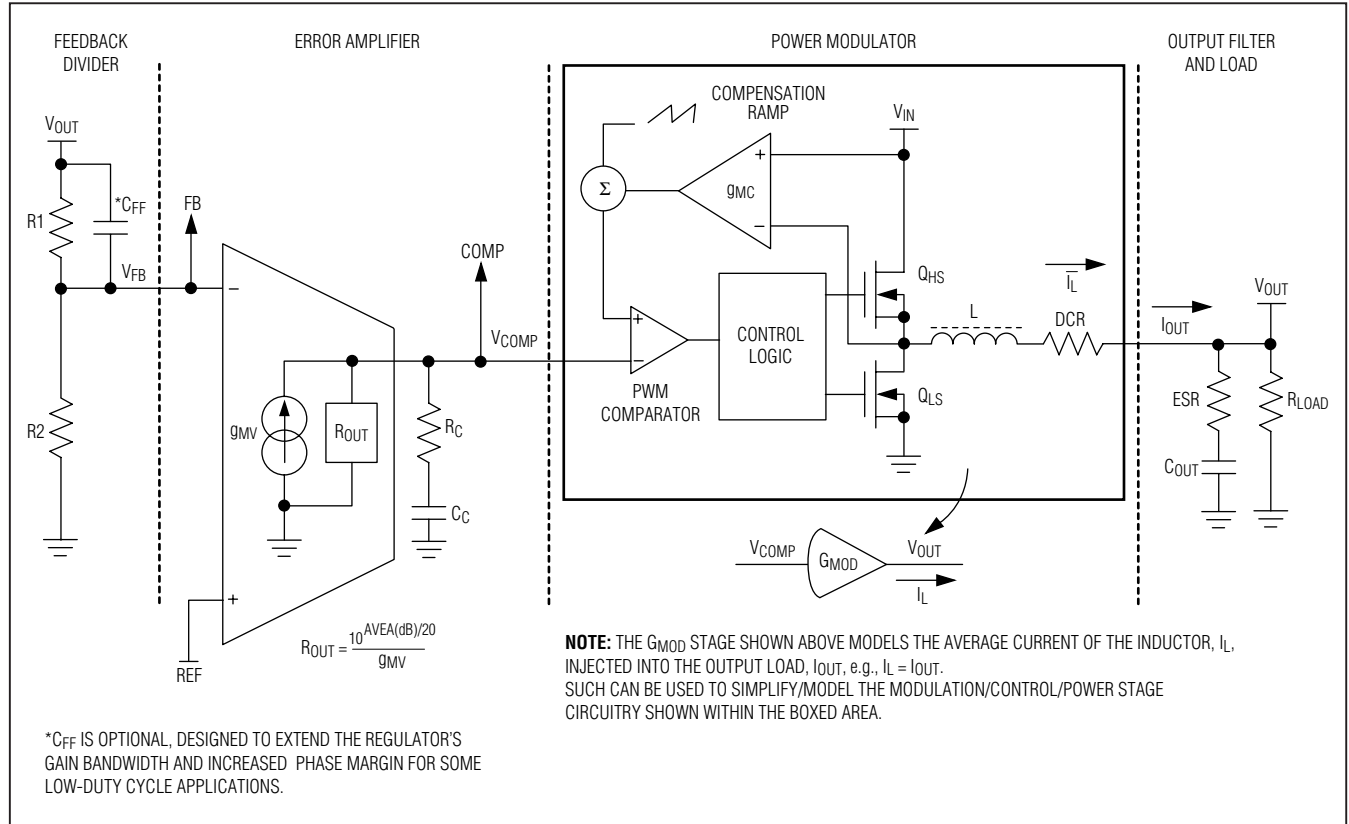 FEEDBACK
DIVIDER
ERROR AMPLIFIER
POWER MODULATOR
OUTPUT FILTER
AND LOAD
VOUT
R1
*CFF
VFB
R2
FB
gMV
ROUT
REF
ROUT = 10^AVEA(dB)/20 / gMV
COMP
VCOMP
RC
CC
COMPENSATION
RAMP
Σ
gMC
VIN
PWM
COMPARATOR
CONTROL
LOGIC
QHS
QLS
L
IL
DCR
IOUT
VOUT
ESR
COUT
RLOAD
VCOMP
GMOD
VOUT
IL
NOTE: THE GMOD STAGE SHOWN ABOVE MODELS THE AVERAGE CURRENT OF THE INDUCTOR, IL,
INJECTED INTO THE OUTPUT LOAD, IOUT, e.g., IL = IOUT.
SUCH CAN BE USED TO SIMPLIFY/MODEL THE MODULATION/CONTROL/POWER STAGE
CIRCUITRY SHOWN WITHIN THE BOXED AREA.
*CFF IS OPTIONAL, DESIGNED TO EXTEND THE REGULATOR'S
GAIN BANDWIDTH AND INCREASED PHASE MARGIN FOR SOME
LOW-DUTY CYCLE APPLICATIONS.